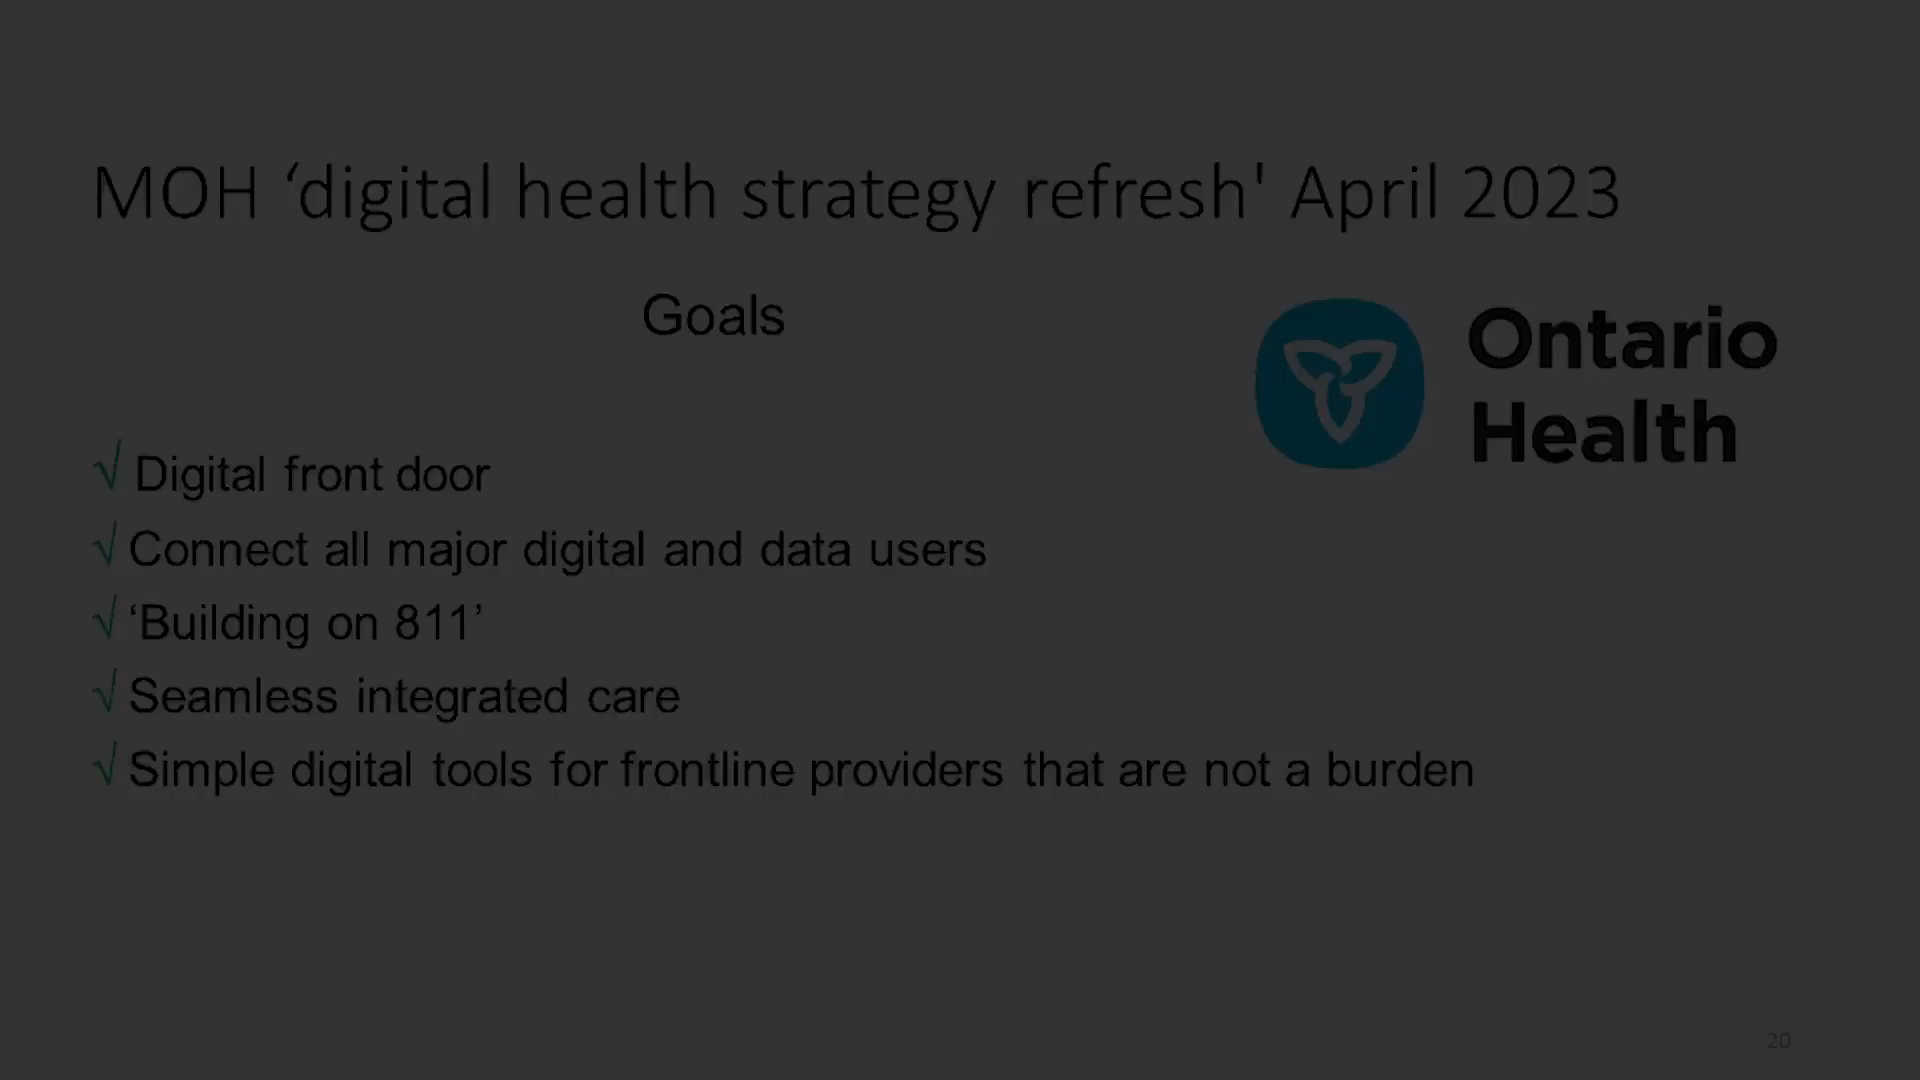 MOH ‘digital health strategy refresh' April 2023
Goals
Ontario
Health
√ Digital front door
√ Connect all major digital and data users
√ ‘Building on 811’
√ Seamless integrated care
√ Simple digital tools for frontline providers that are not a burden
20